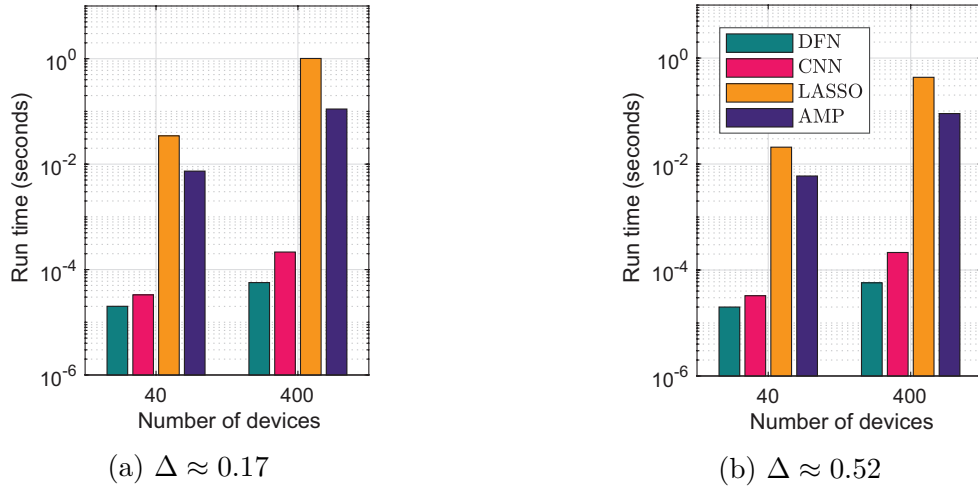 10^0
10^-2
10^-4
10^-6
Run time (seconds)
40 400
Number of devices
(a) Δ ≈ 0.17
DFN
CNN
LASSO
AMP
10^0
10^-2
10^-4
10^-6
Run time (seconds)
40 400
Number of devices
(b) Δ ≈ 0.52